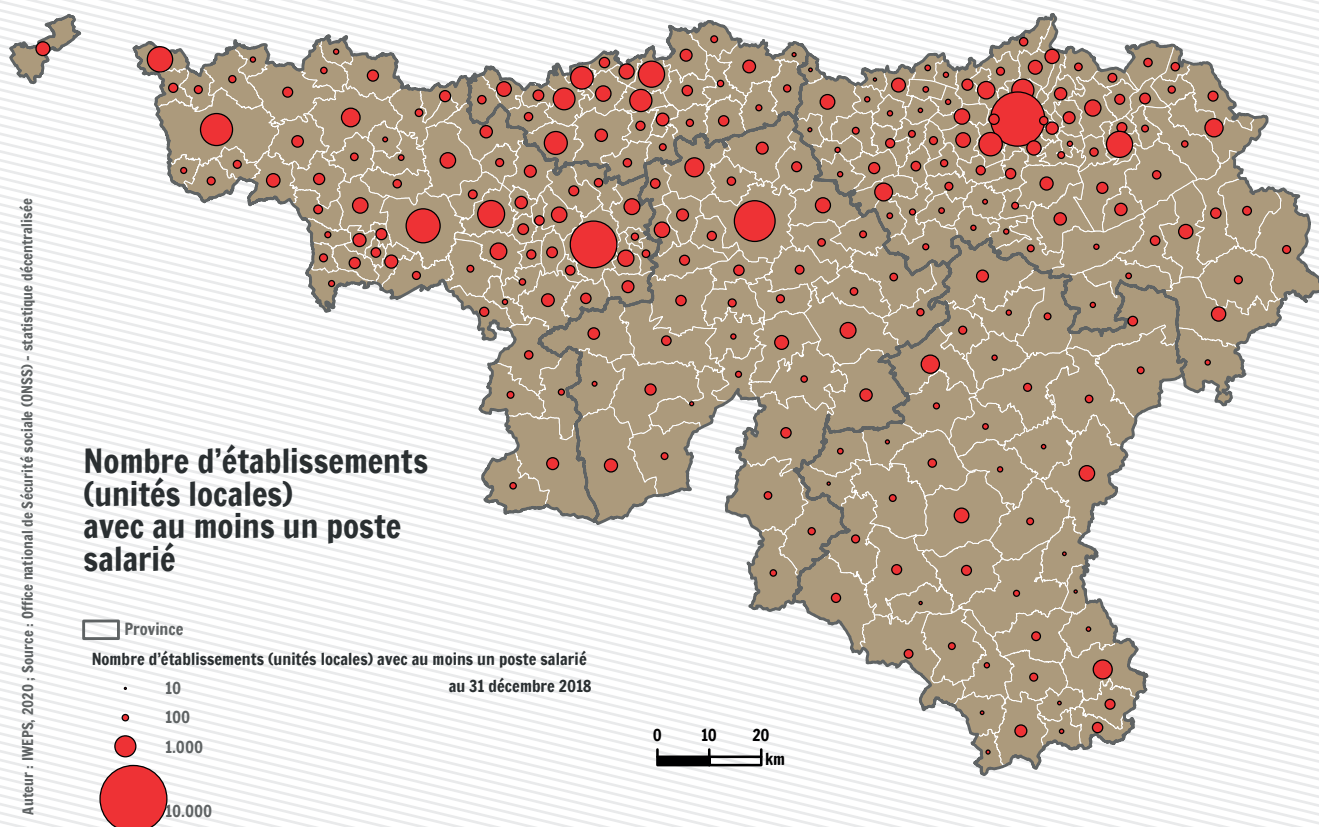 Nombre d'établissements
(unités locales)
avec au moins un poste
salarié
Province
Nombre d'établissements (unités locales) avec au moins un poste salarié
au 31 décembre 2018
10
100
1.000
10.000
0 10 20
km
Auteur : IWEPS, 2020 ; Source : Office national de Sécurité sociale (ONSS) - statistique décentralisée